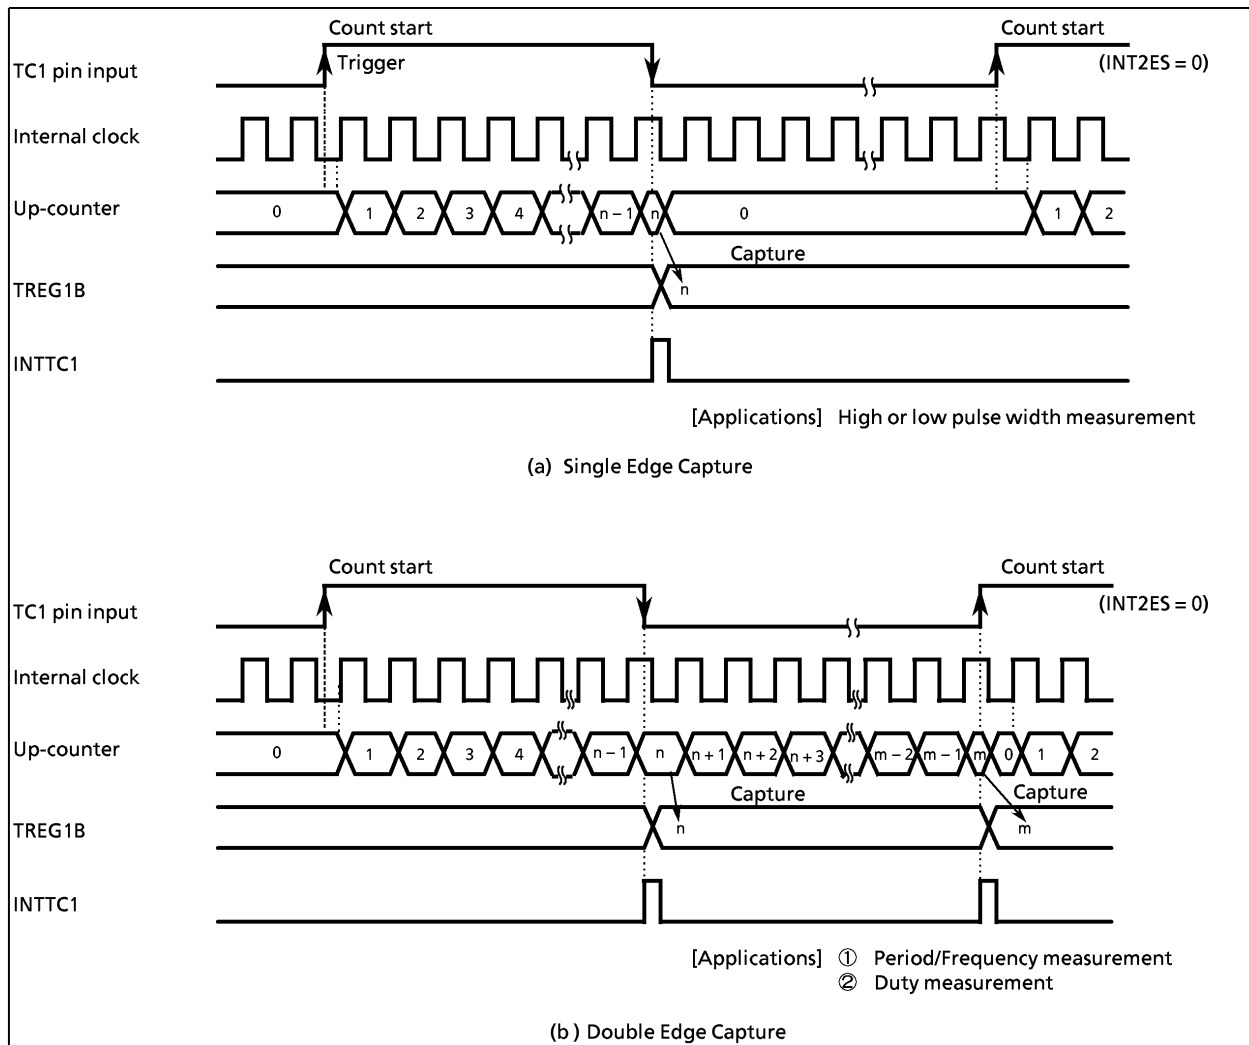 Count start Count start
TC1 pin input Trigger (INT2ES = 0)
Internal clock
Up-counter 0 1 2 3 4 n – 1 n 0 1 2
Capture
TREG1B n
INTTC1
[Applications] High or low pulse width measurement
(a) Single Edge Capture
Count start Count start
TC1 pin input (INT2ES = 0)
Internal clock
Up-counter 0 1 2 3 4 n – 1 n n + 1 n + 2 n + 3 m – 2 m – 1 m 0 1 2
Capture Capture
TREG1B n m
INTTC1
[Applications] ① Period/Frequency measurement
② Duty measurement
(b) Double Edge Capture